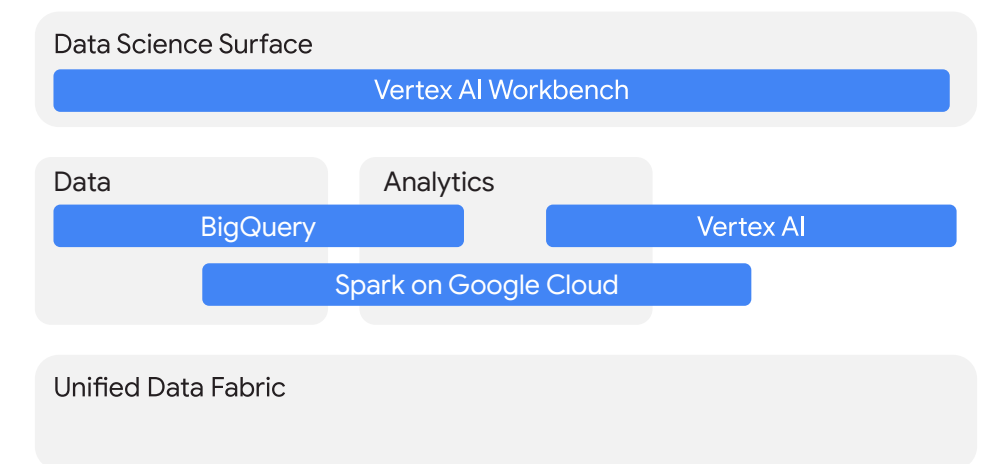 Data Science Surface
Vertex AI Workbench
Data
Analytics
BigQuery
Vertex AI
Spark on Google Cloud
Unified Data Fabric